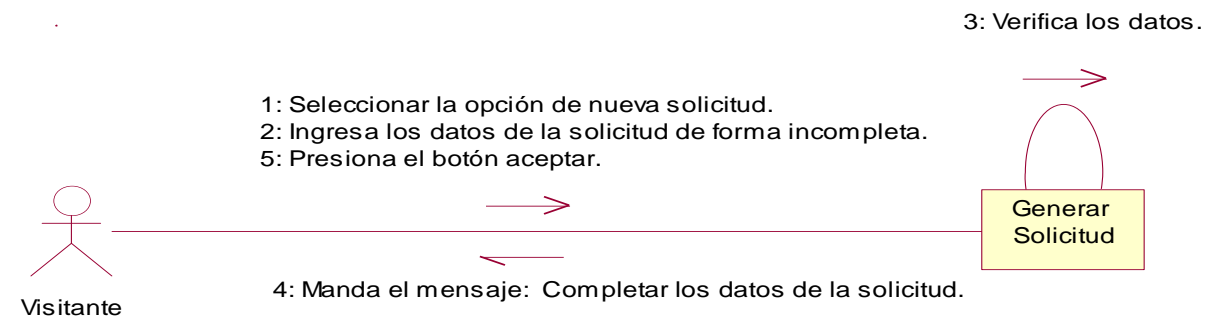 3: Verifica los datos.
1: Seleccionar la opción de nueva solicitud.
2: Ingresa los datos de la solicitud de forma incompleta.
5: Presiona el botón aceptar.
Generar
Solicitud
4: Manda el mensaje: Completar los datos de la solicitud.
Visitante